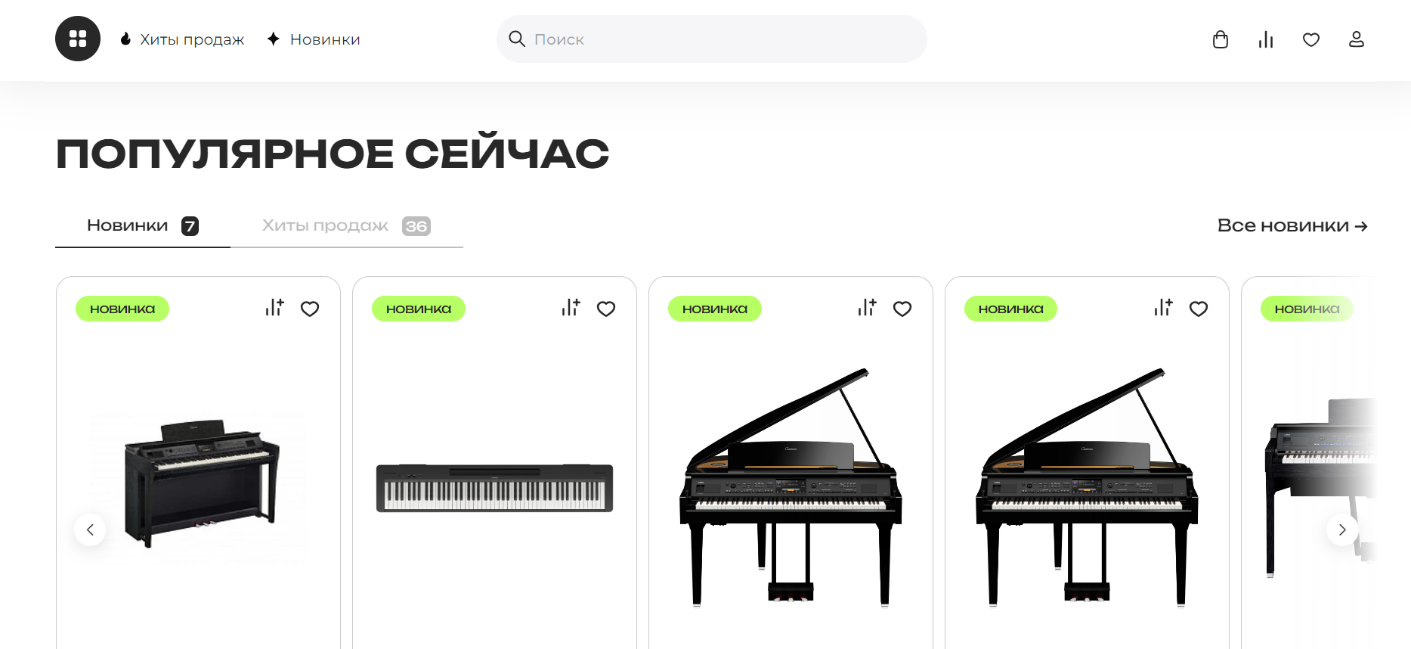 Хиты продаж Новинки Поиск
ПОПУЛЯРНОЕ СЕЙЧАС
Новинки 7 Хиты продаж 36 Все новинки →
новинка новинка новинка новинка новинка